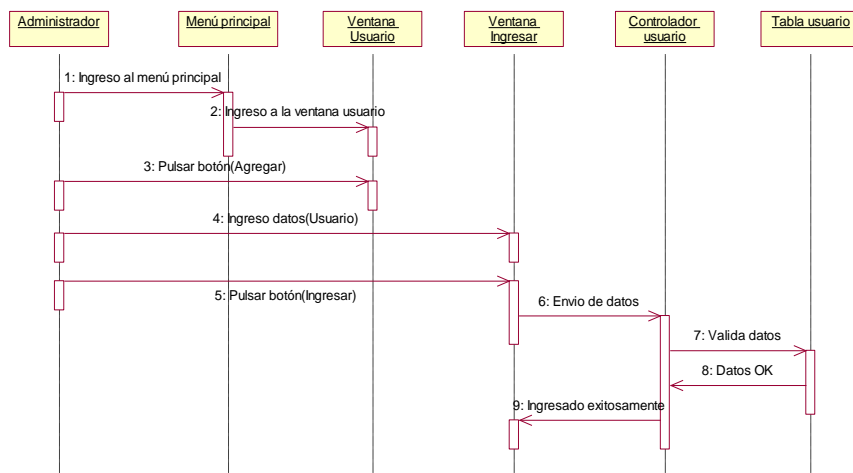 Administrador
Menú principal
Ventana
Usuario
Ventana
Ingresar
Controlador
usuario
Tabla usuario
1: Ingreso al menú principal
2: Ingreso a la ventana usuario
3: Pulsar botón(Agregar)
4: Ingreso datos(Usuario)
5: Pulsar botón(Ingresar)
6: Envio de datos
7: Valida datos
8: Datos OK
9: Ingresado exitosamente